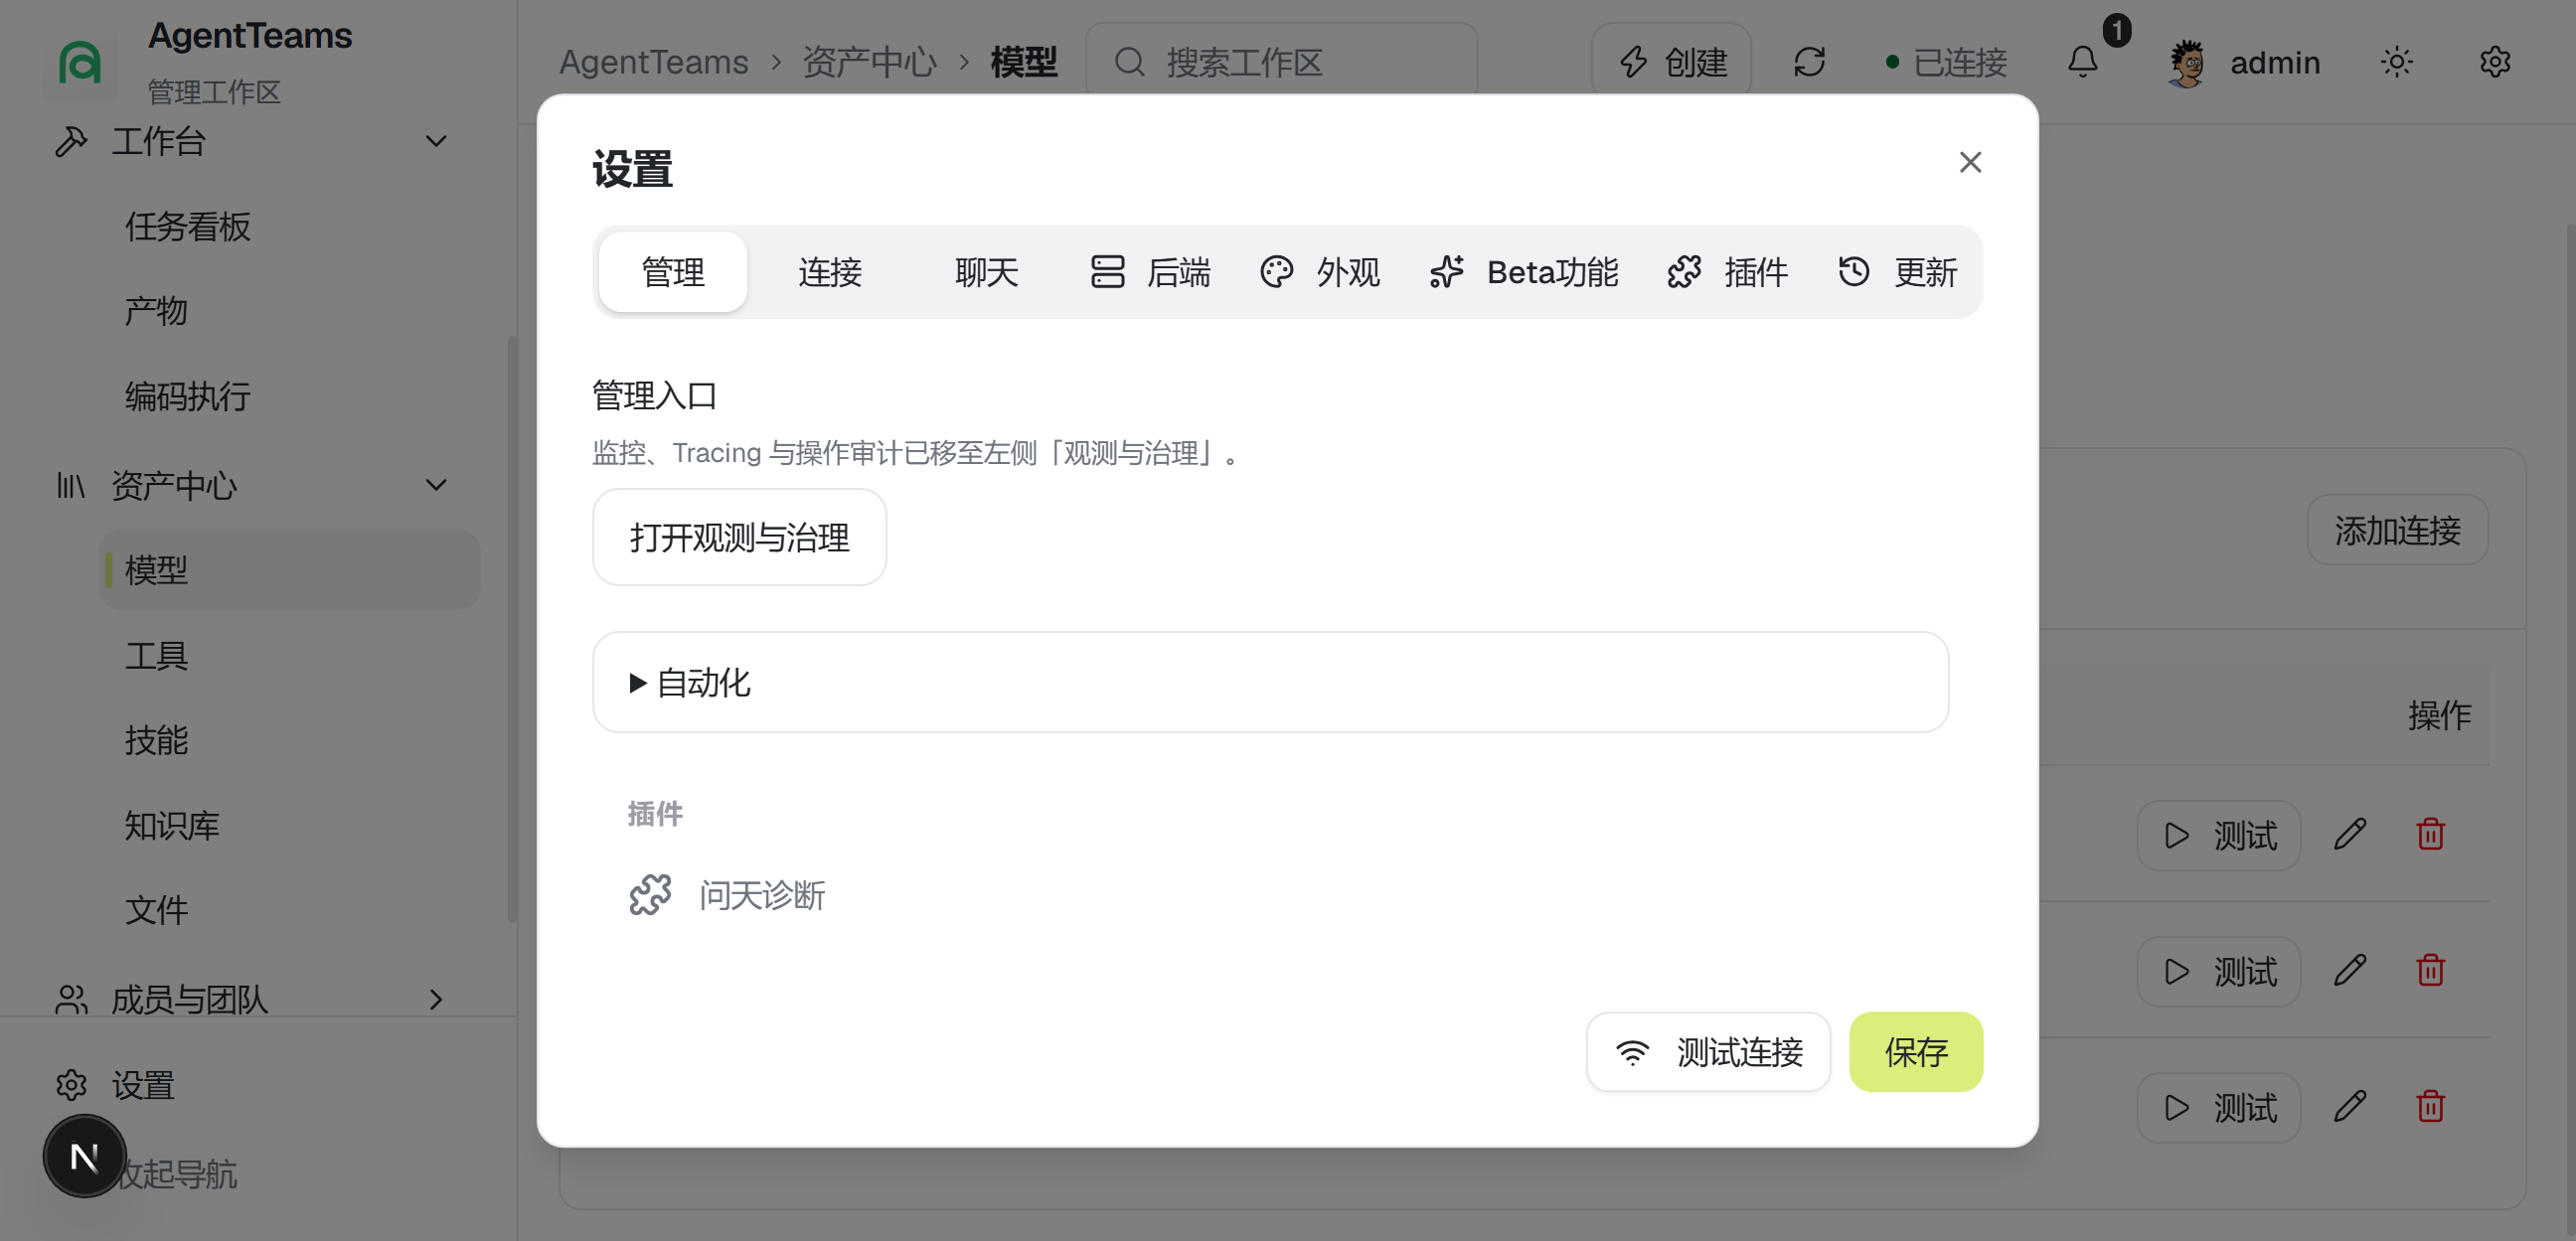 AgentTeams
管理工作区
工作台
任务看板
产物
编码执行
资产中心
模型
工具
技能
知识库
文件
成员与团队
设置
N
收起导航
AgentTeams > 资产中心 > 模型
搜索工作区
创建
已连接
1
admin
设置
管理
连接
聊天
后端
外观
Beta功能
插件
更新
管理入口
监控、Tracing 与操作审计已移至左侧「观测与治理」。
打开观测与治理
自动化
插件
问天诊断
测试连接
保存
添加连接
操作
测试
测试
测试